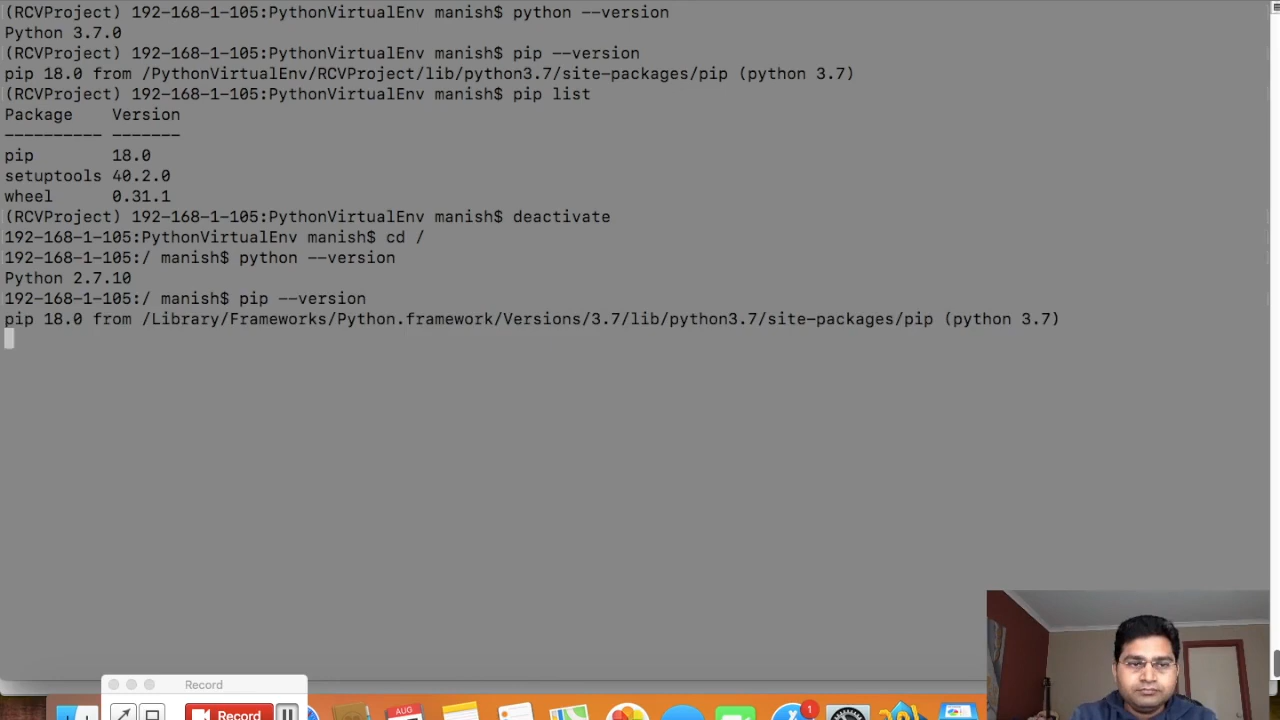 (RCVProject) 192-168-1-105:PythonVirtualEnv manish$ python --version
Python 3.7.0
(RCVProject) 192-168-1-105:PythonVirtualEnv manish$ pip --version
pip 18.0 from /PythonVirtualEnv/RCVProject/lib/python3.7/site-packages/pip (python 3.7)
(RCVProject) 192-168-1-105:PythonVirtualEnv manish$ pip list
Package    Version
---------- -------
pip        18.0
setuptools 40.2.0
wheel      0.31.1
(RCVProject) 192-168-1-105:PythonVirtualEnv manish$ deactivate
192-168-1-105:PythonVirtualEnv manish$ cd /
192-168-1-105:/ manish$ python --version
Python 2.7.10
192-168-1-105:/ manish$ pip --version
pip 18.0 from /Library/Frameworks/Python.framework/Versions/3.7/lib/python3.7/site-packages/pip (python 3.7)
Record
Record
AUG
1